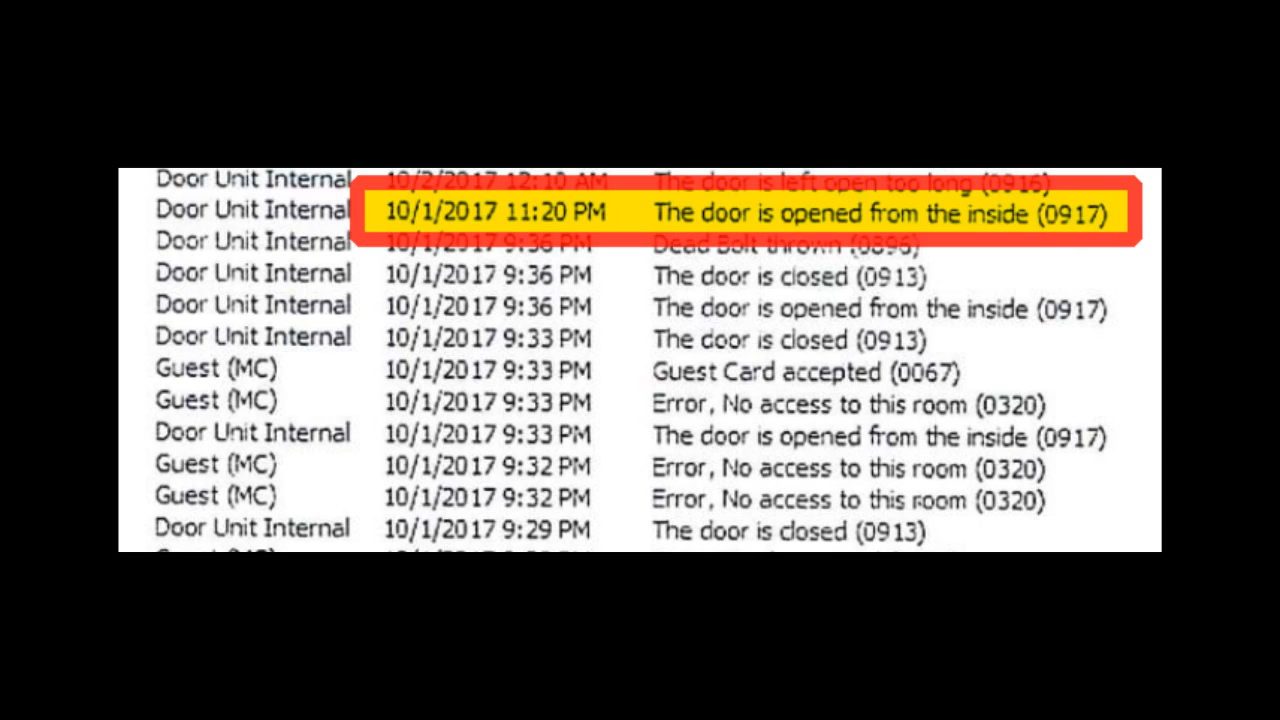 Door Unit Internal 10/2/2017 12:10 AM The door is left open too long (0916)
Door Unit Internal 10/1/2017 11:20 PM The door is opened from the inside (0917)
Door Unit Internal 10/1/2017 9:36 PM Dead Bolt thrown (0896)
Door Unit Internal 10/1/2017 9:36 PM The door is closed (0913)
Door Unit Internal 10/1/2017 9:36 PM The door is opened from the inside (0917)
Door Unit Internal 10/1/2017 9:33 PM The door is closed (0913)
Guest (MC) 10/1/2017 9:33 PM Guest Card accepted (0067)
Guest (MC) 10/1/2017 9:33 PM Error, No access to this room (0320)
Door Unit Internal 10/1/2017 9:33 PM The door is opened from the inside (0917)
Guest (MC) 10/1/2017 9:32 PM Error, No access to this room (0320)
Guest (MC) 10/1/2017 9:32 PM Error, No access to this room (0320)
Door Unit Internal 10/1/2017 9:29 PM The door is closed (0913)